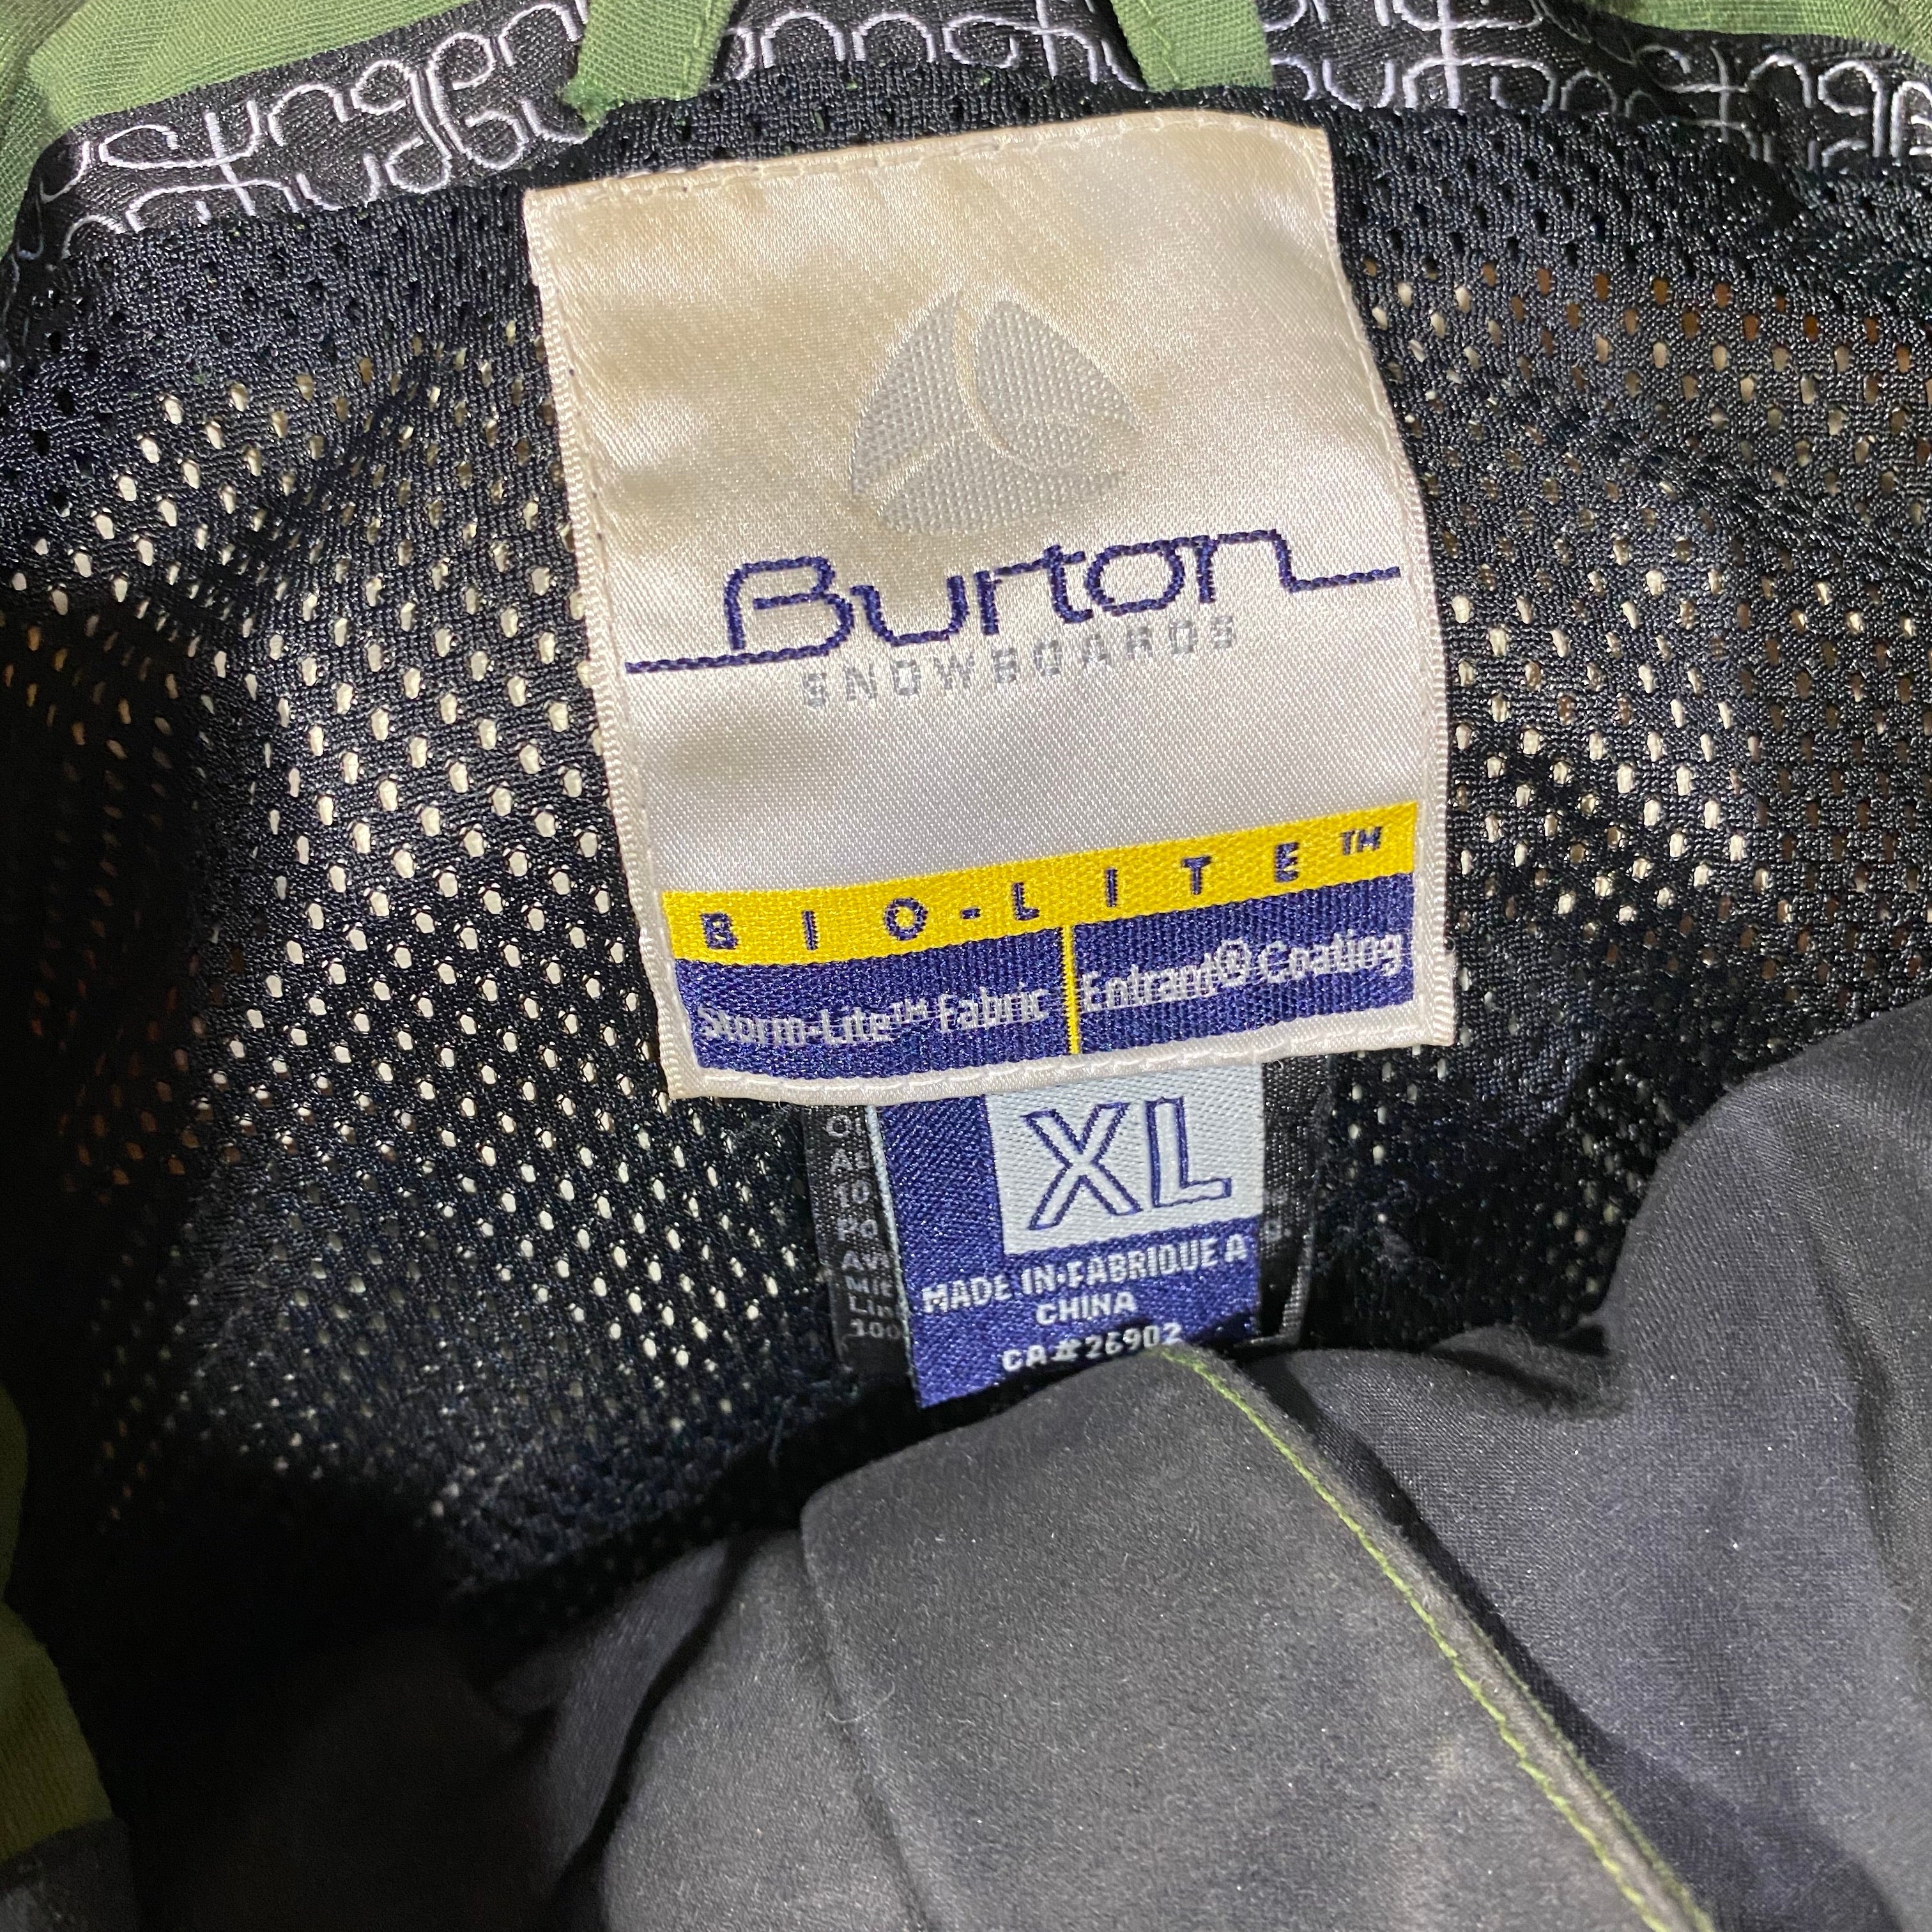 Burton
SNOWBOARDS
BIO-LITE™
Storm-Lite™ Fabric Entrant® Coating
XL
MADE IN·FABRIQUE A
CHINA
CA#26902